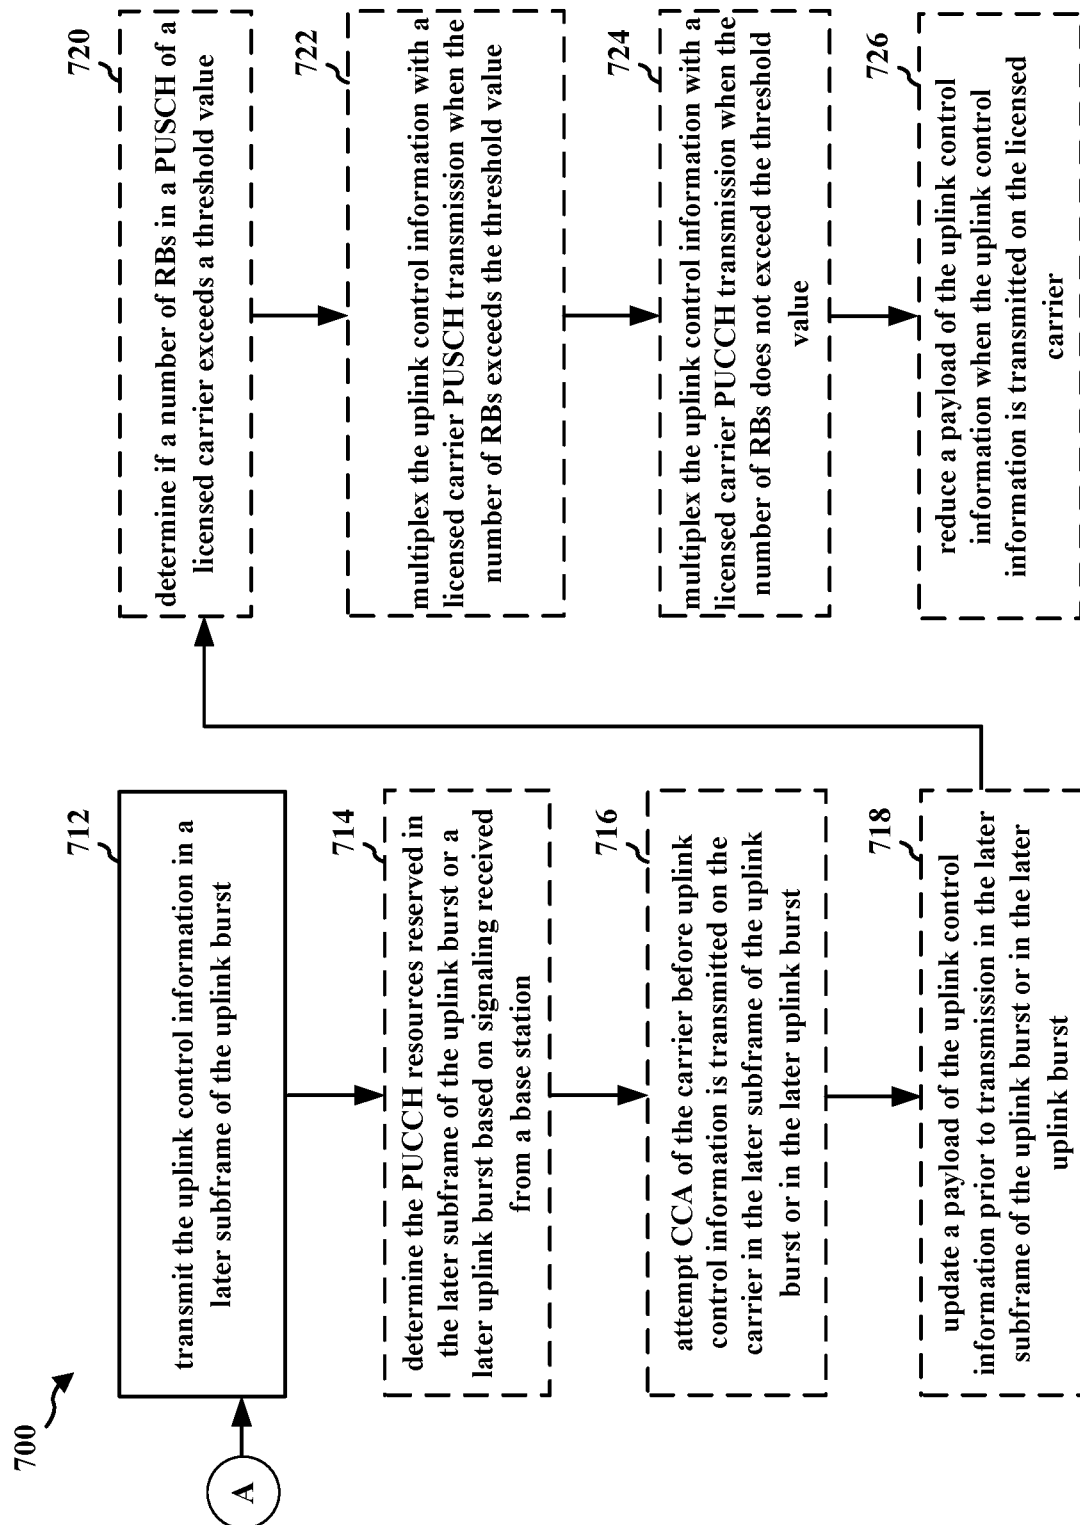 700
A
712
transmit the uplink control information in a
later subframe of the uplink burst
714
determine the PUCCH resources reserved in
the later subframe of the uplink burst or a
later uplink burst based on signaling received
from a base station
716
attempt CCA of the carrier before uplink
control information is transmitted on the
carrier in the later subframe of the uplink
burst or in the later uplink burst
718
update a payload of the uplink control
information prior to transmission in the later
subframe of the uplink burst or in the later
uplink burst
720
determine if a number of RBs in a PUSCH of a
licensed carrier exceeds a threshold value
722
multiplex the uplink control information with a
licensed carrier PUSCH transmission when the
number of RBs exceeds the threshold value
724
multiplex the uplink control information with a
licensed carrier PUCCH transmission when the
number of RBs does not exceed the threshold
value
726
reduce a payload of the uplink control
information when the uplink control
information is transmitted on the licensed
carrier